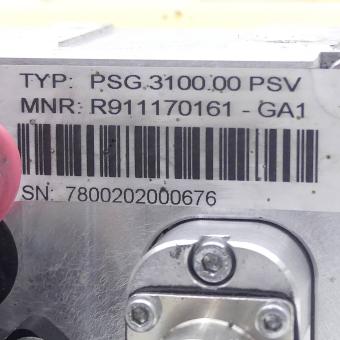 TYP: PSG 3100.00 PSV
MNR: R911170161 - GA1
SN: 7800202000676